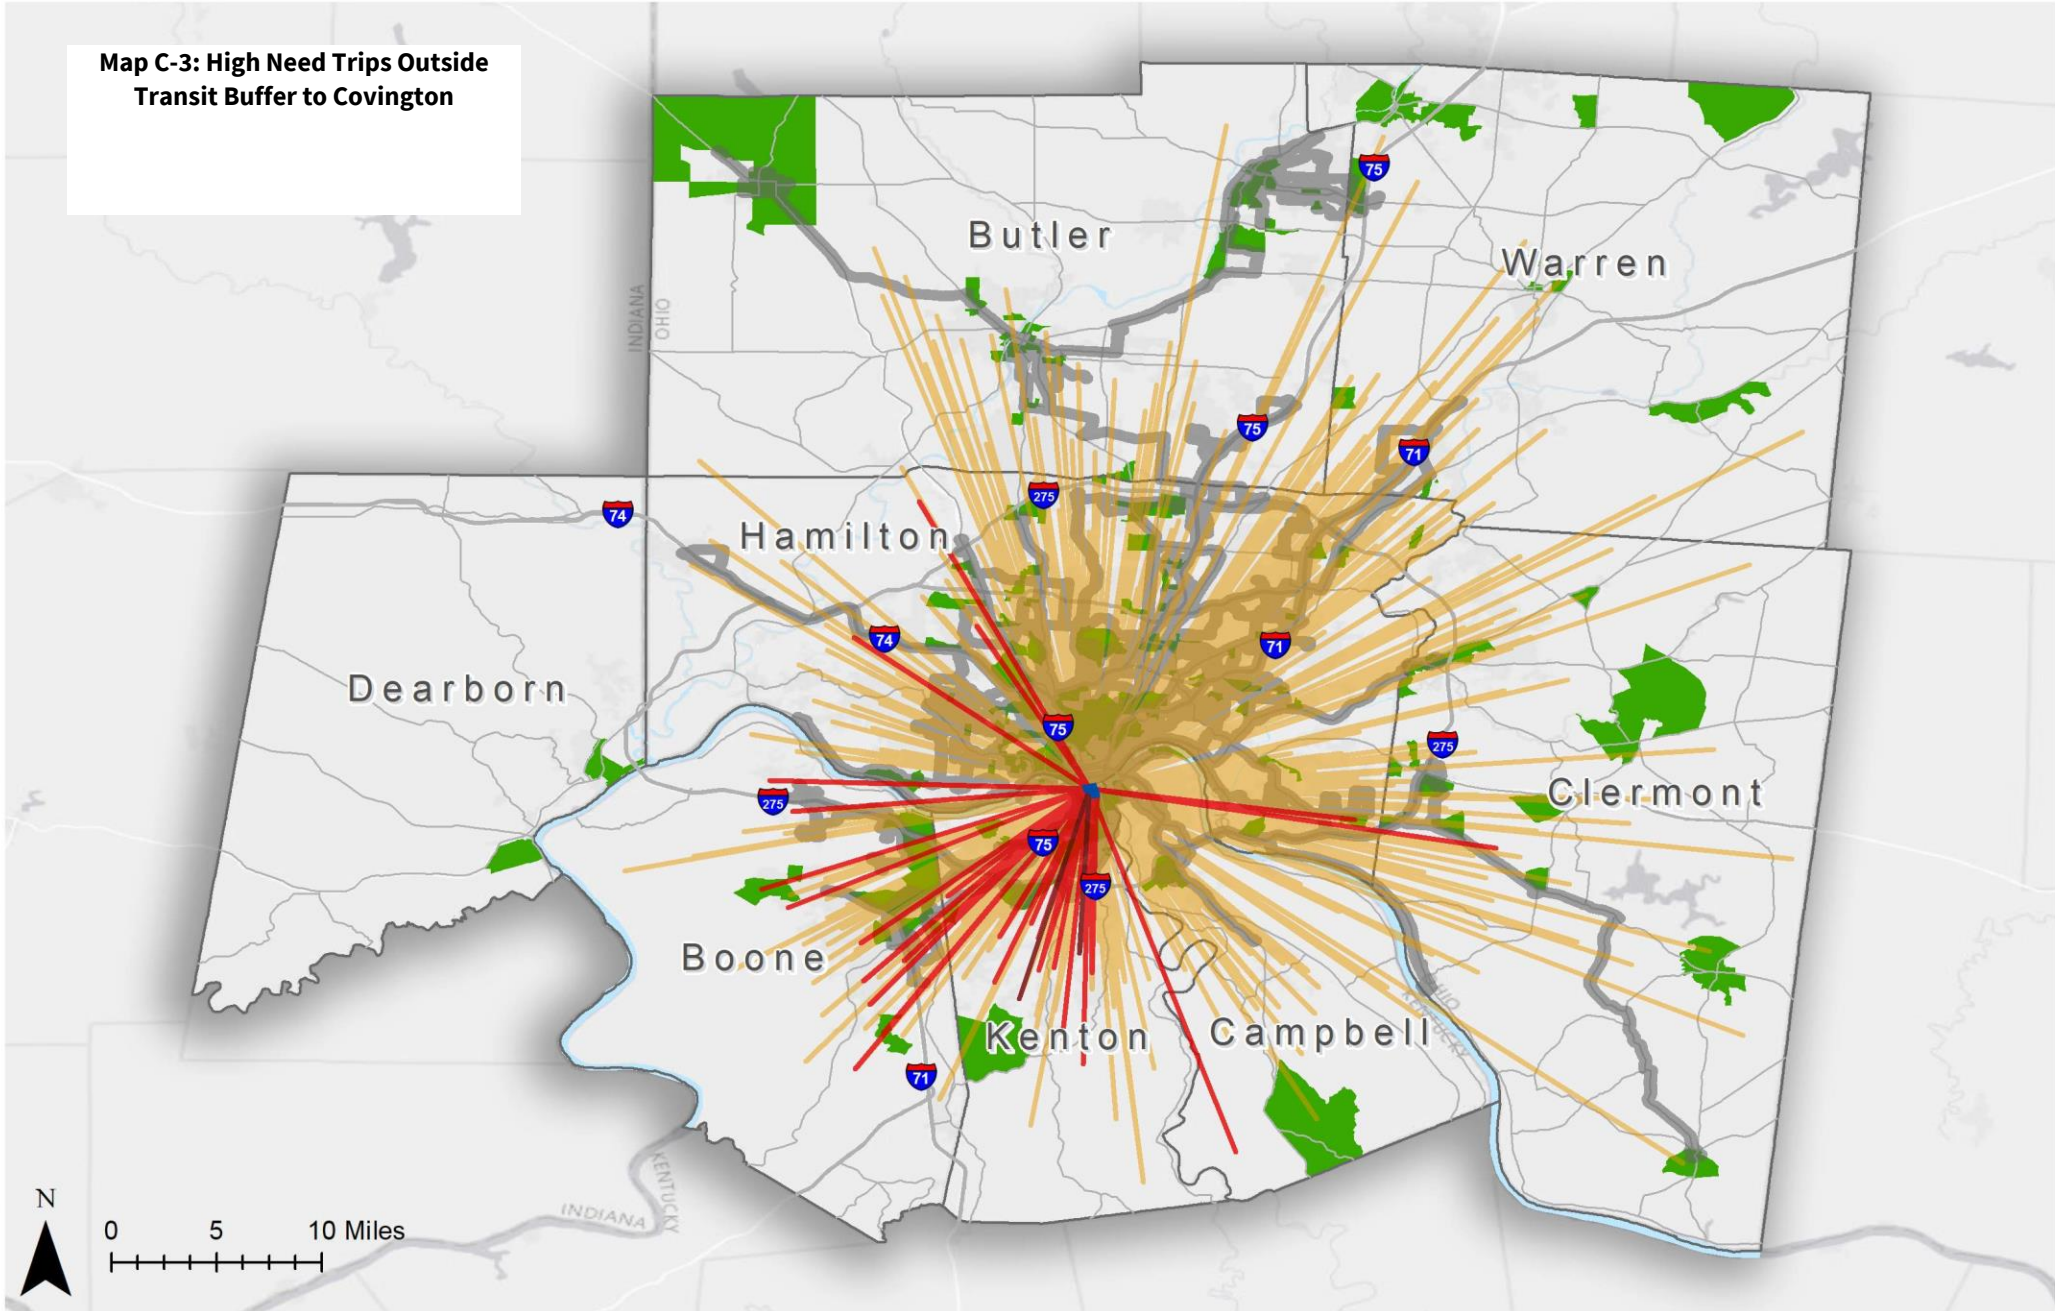 Map C-3: High Need Trips Outside
Transit Buffer to Covington
75
Butler
Warren
INDIANA
OHIO
75
71
275
74
Hamilton
74
71
Dearborn
75
275
275
Clermont
75
275
Boone
OHIO
KENTUCKY
Kenton
Campbell
71
KENTUCKY
INDIANA
N
0 5 10 Miles